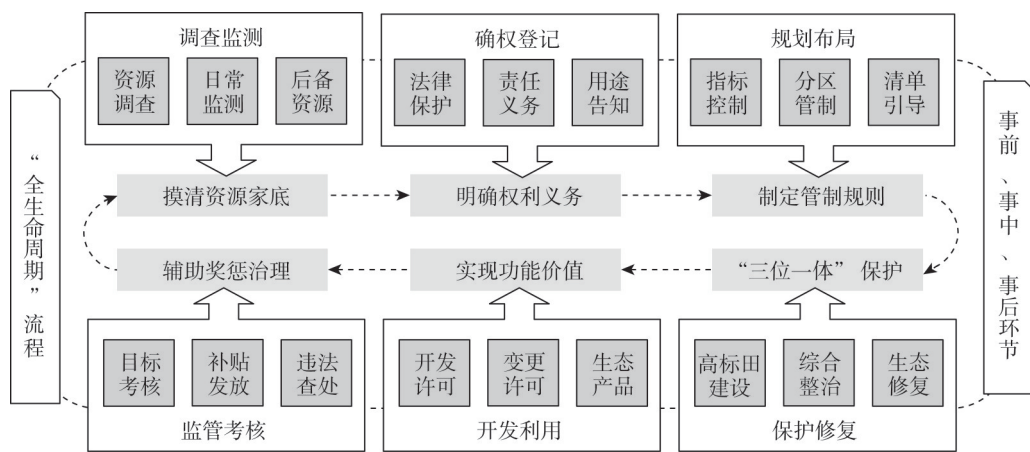 调查监测
资源
调查
日常
监测
后备
资源
确权登记
法律
保护
责任
义务
用途
告知
规划布局
指标
控制
分区
管制
清单
引导
“全生命周期”流程
事前、事中、事后环节
摸清资源家底
明确权利义务
制定管制规则
辅助奖惩治理
实现功能价值
“三位一体” 保护
目标
考核
补贴
发放
违法
查处
监管考核
开发
许可
变更
许可
生态
产品
开发利用
高标田
建设
综合
整治
生态
修复
保护修复